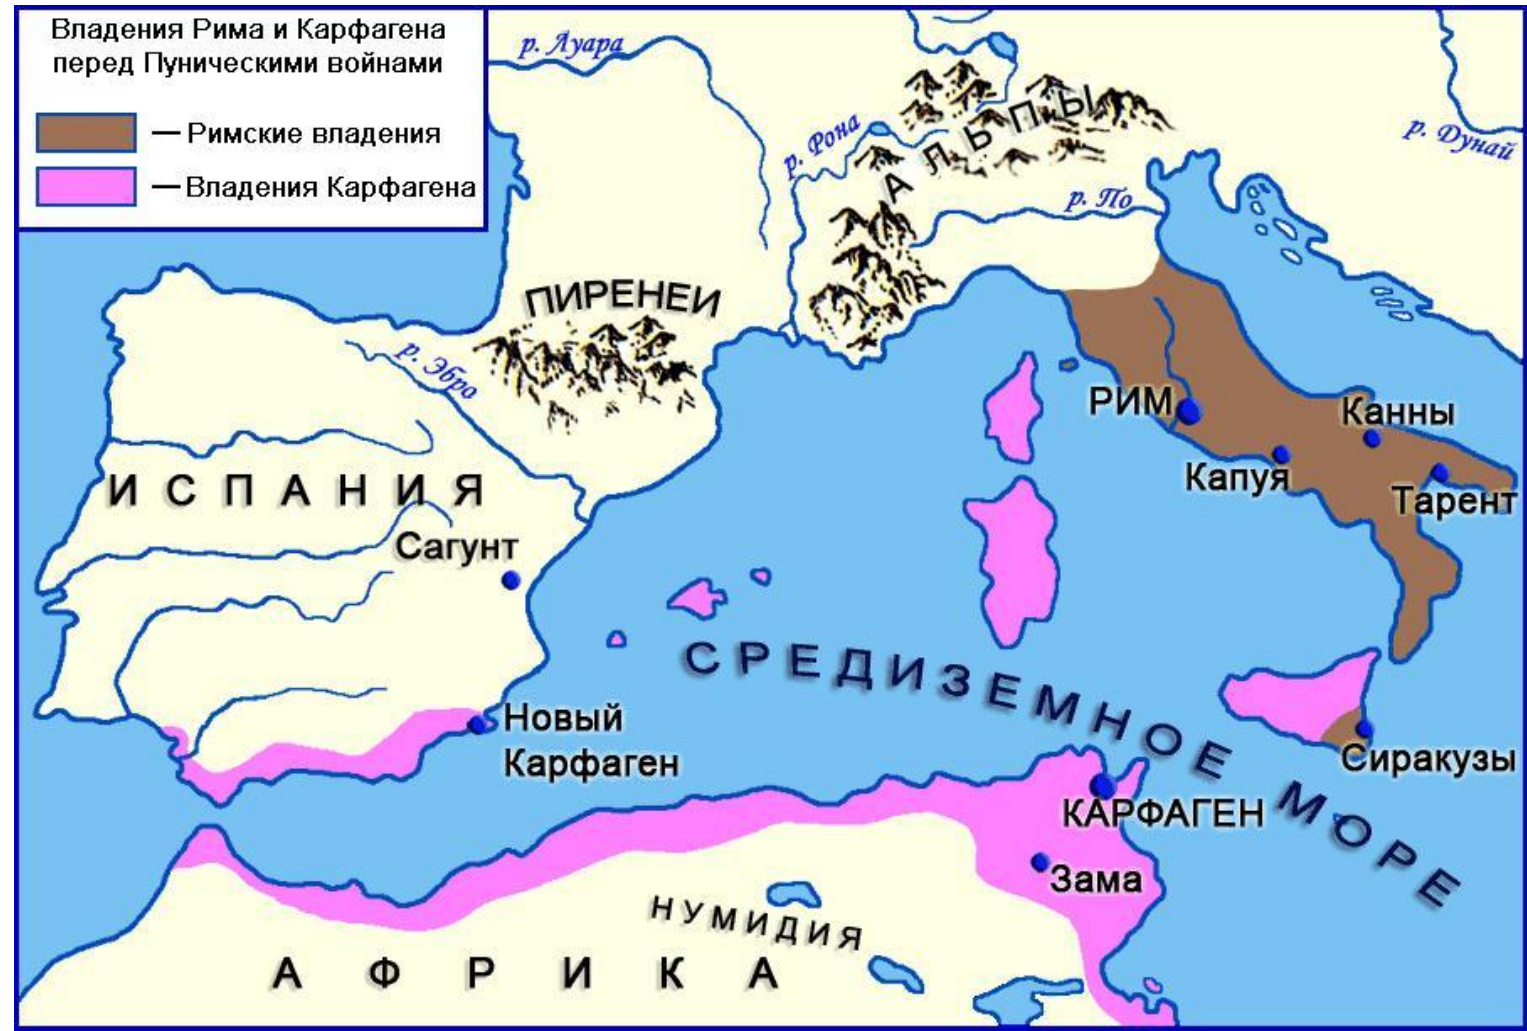 Владения Рима и Карфагена
перед Пуническими войнами
— Римские владения
— Владения Карфагена
р. Луара
р. Рона
АЛЬПЫ
р. Дунай
р. По
ПИРЕНЕИ
р. Эбро
РИМ
Канны
Капуя
Тарент
ИСПАНИЯ
Сагунт
СРЕДИЗЕМНОЕ МОРЕ
Новый
Карфаген
Сиракузы
КАРФАГЕН
Зама
НУМИДИЯ
АФРИКА